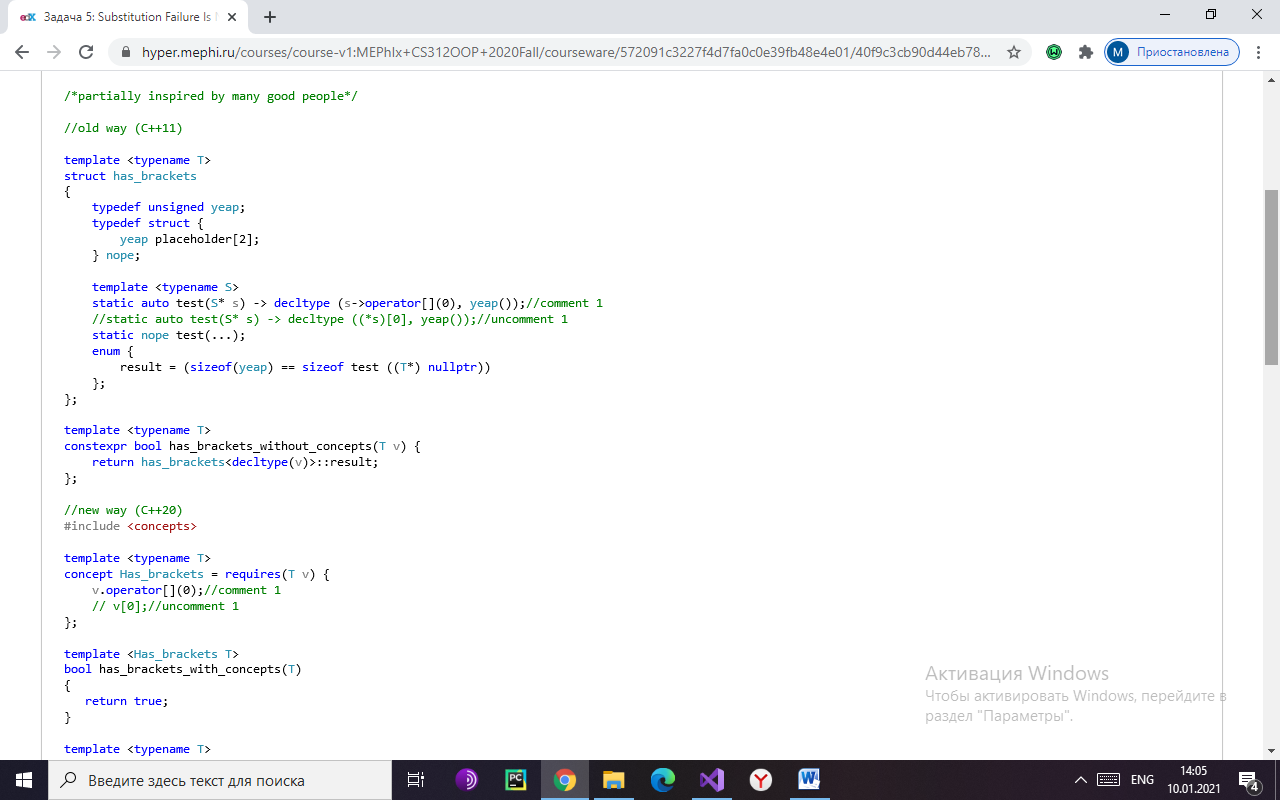 Задача 5: Substitution Failure Is
hyper.mephi.ru/courses/course-v1:MEPhIx+CS312OOP+2020Fall/courseware/572091c3227f4d7fa0c0e39fb48e4e01/40f9c3cb90d44eb78...
M Приостановлена
/*partially inspired by many good people*/
//old way (C++11)
template <typename T>
struct has_brackets
{
    typedef unsigned yeap;
    typedef struct {
        yeap placeholder[2];
    } nope;
    template <typename S>
    static auto test(S* s) -> decltype (s->operator[](0), yeap());//comment 1
    //static auto test(S* s) -> decltype ((*s)[0], yeap());//uncomment 1
    static nope test(...);
    enum {
        result = (sizeof(yeap) == sizeof test ((T*) nullptr))
    };
};
template <typename T>
constexpr bool has_brackets_without_concepts(T v) {
    return has_brackets<decltype(v)>::result;
};
//new way (C++20)
#include <concepts>
template <typename T>
concept Has_brackets = requires(T v) {
    v.operator[](0);//comment 1
    // v[0];//uncomment 1
};
template <Has_brackets T>
bool has_brackets_with_concepts(T)
{
   return true;
}
template <typename T>
Активация Windows
Чтобы активировать Windows, перейдите в
раздел "Параметры".
Введите здесь текст для поиска
ENG
14:05
10.01.2021
4